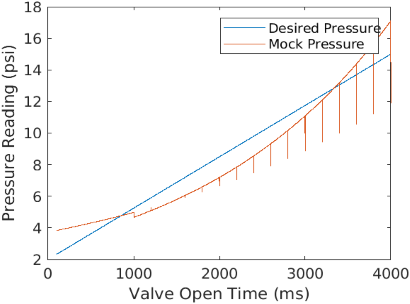 18
16
14
12
10
8
6
4
2
Pressure Reading (psi)
Desired Pressure
Mock Pressure
0 1000 2000 3000 4000
Valve Open Time (ms)